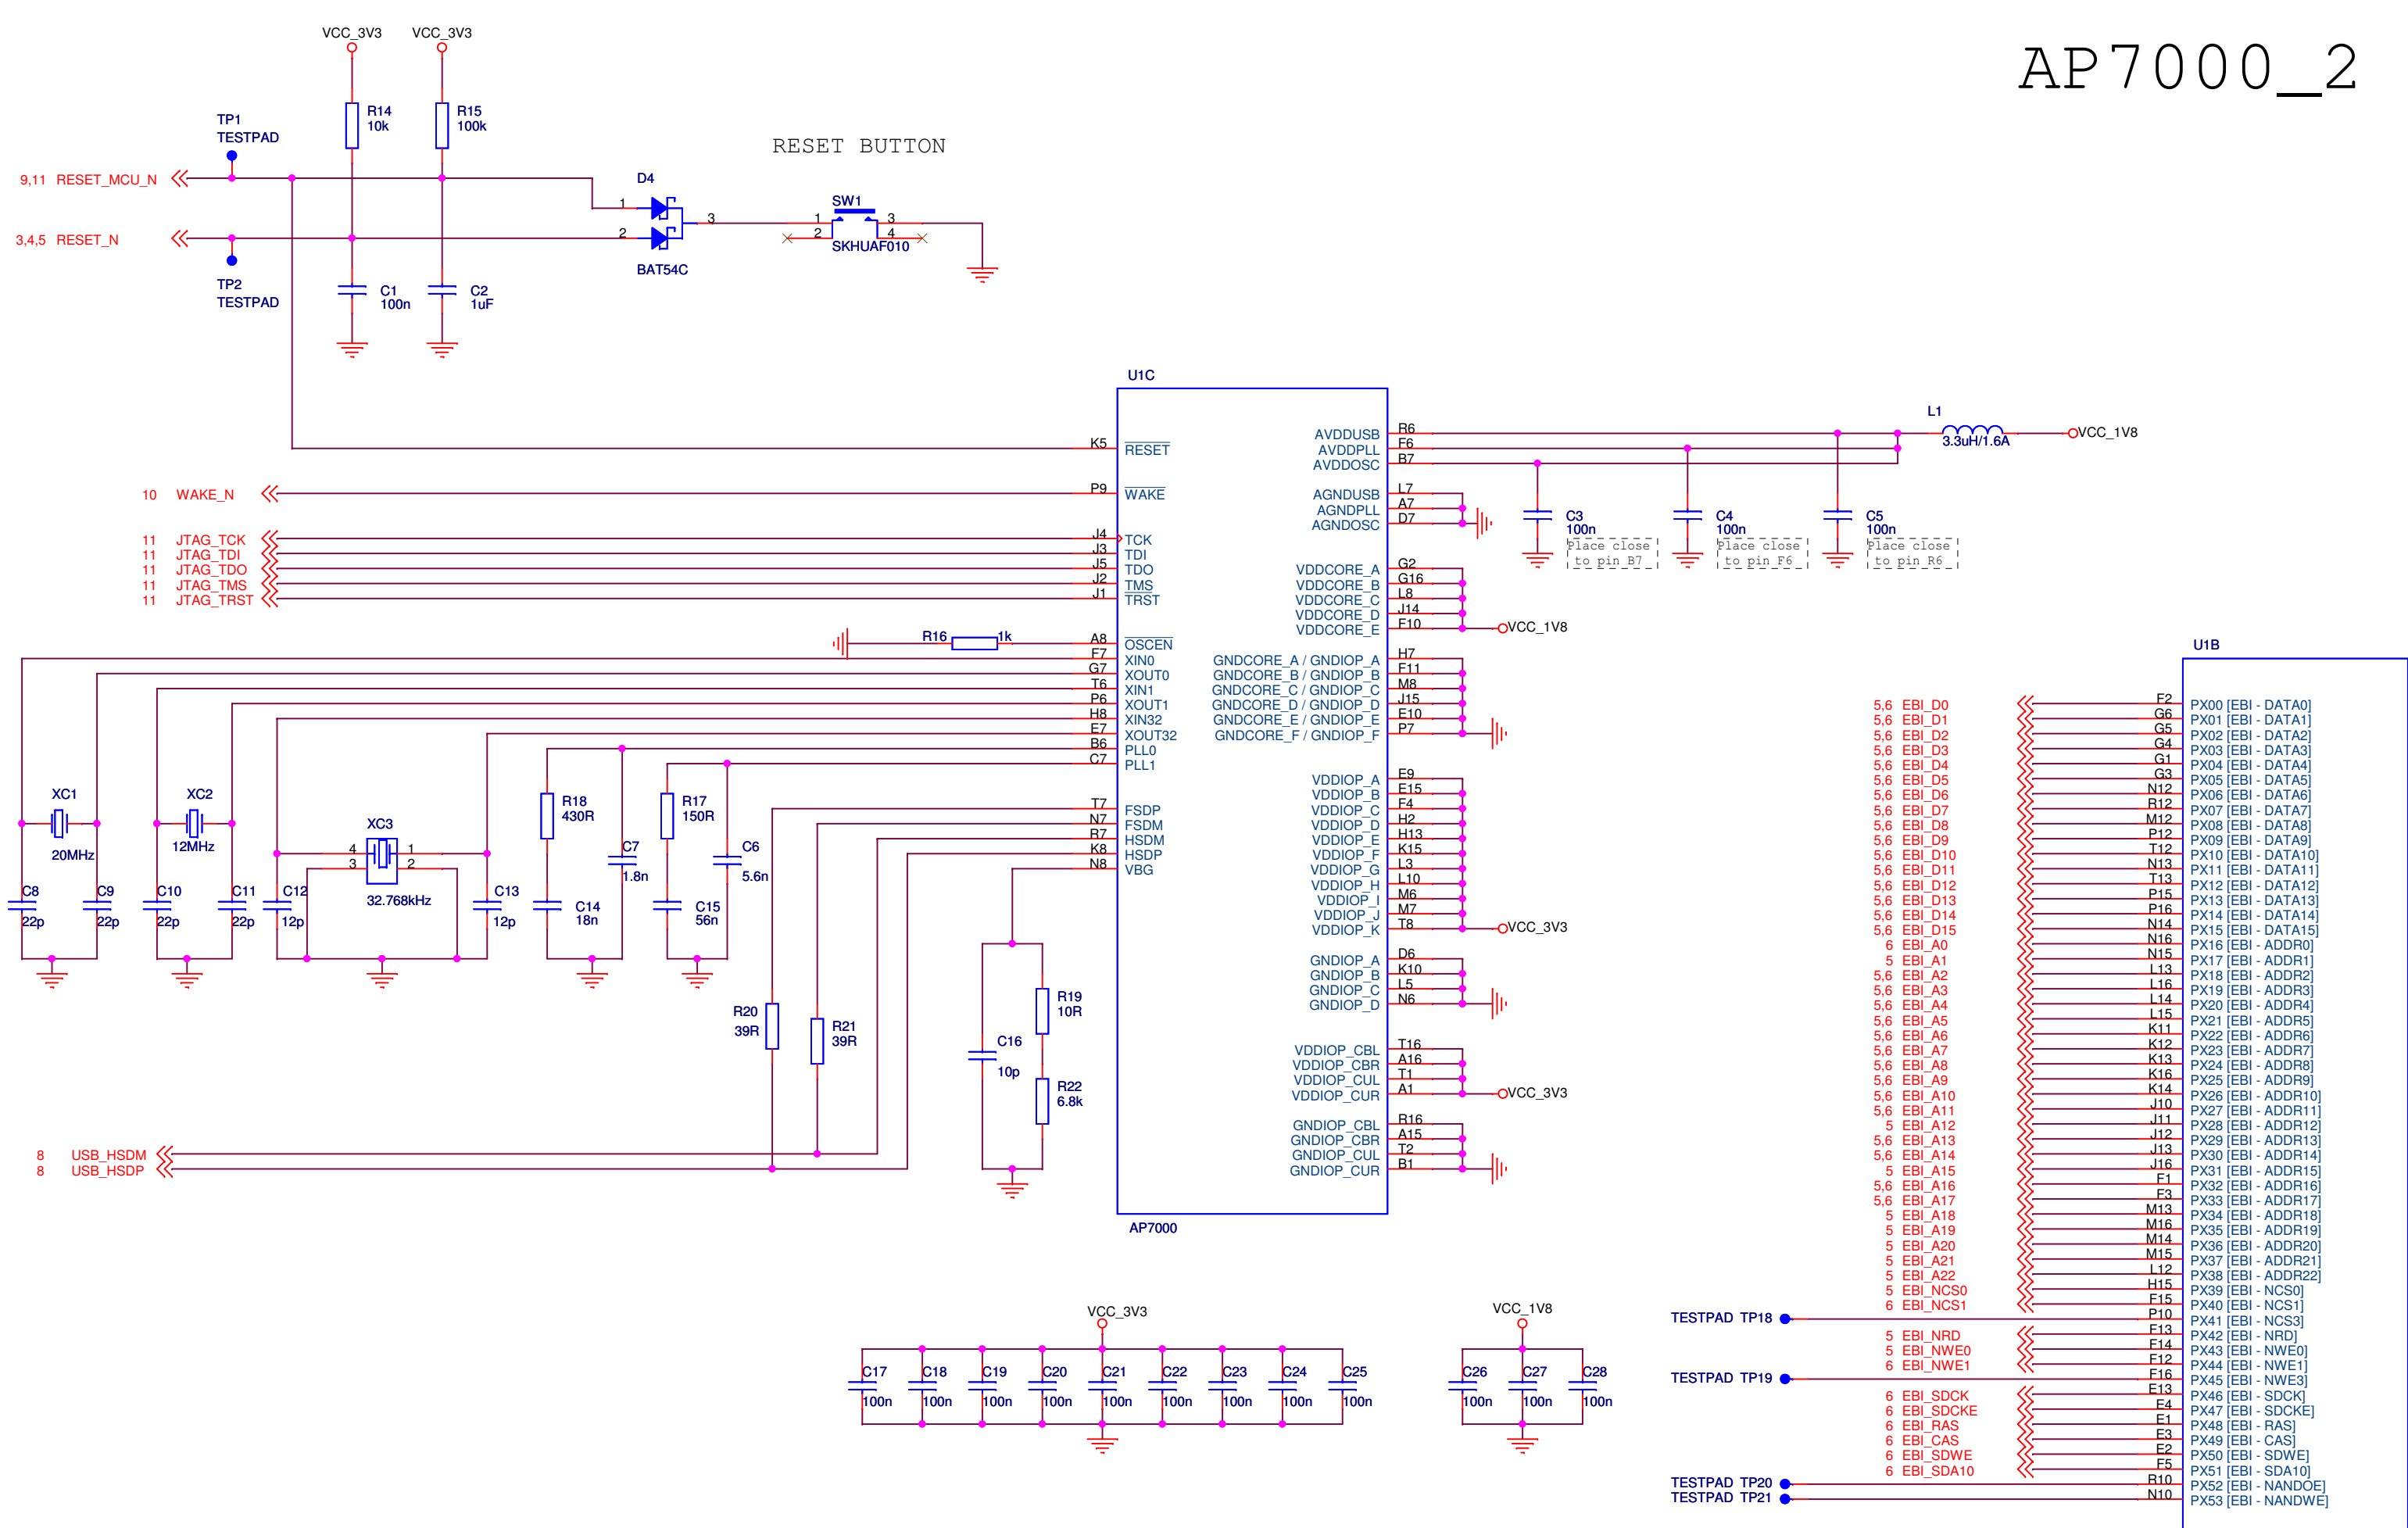 AP7000_2
VCC_3V3 VCC_3V3
R14
10k
R15
100k
TP1
TESTPAD
RESET BUTTON
9,11 RESET_MCU_N
3,4,5 RESET_N
TP2
TESTPAD
D4
1
2
3
BAT54C
SW1
1 3
2 4
SKHUAF010
C1
100n
C2
1uF
U1C
K5 RESET
10 WAKE_N P9 WAKE
11 JTAG_TCK J4 TCK
11 JTAG_TDI J3 TDI
11 JTAG_TDO J5 TDO
11 JTAG_TMS J2 TMS
11 JTAG_TRST J1 TRST
R16 1k A8 OSCEN
F7 XIN0
G7 XOUT0
T6 XIN1
P6 XOUT1
H8 XIN32
E7 XOUT32
B6 PLL0
C7 PLL1
T7 FSDP
N7 FSDM
R7 HSDM
K8 HSDP
N8 VBG
XC1
20MHz
XC2
12MHz
XC3
4 1
3 2
32.768kHz
C8
22p
C9
22p
C10
22p
C11
22p
C12
12p
C13
12p
R18
430R
C7
1.8n
C14
18n
R17
150R
C6
5.6n
C15
56n
R20
39R
R21
39R
C16
10p
R19
10R
R22
6.8k
8 USB_HSDM
8 USB_HSDP
AVDDUSB R6
AVDDPLL F6
AVDDOSC B7
AGNDUSB L7
AGNDPLL A7
AGNDOSC D7
VDDCORE_A G2
VDDCORE_B G16
VDDCORE_C L8
VDDCORE_D J14
VDDCORE_E F10 VCC_1V8
GNDCORE_A / GNDIOP_A H7
GNDCORE_B / GNDIOP_B F11
GNDCORE_C / GNDIOP_C M8
GNDCORE_D / GNDIOP_D J15
GNDCORE_E / GNDIOP_E E10
GNDCORE_F / GNDIOP_F P7
VDDIOP_A E9
VDDIOP_B E15
VDDIOP_C F4
VDDIOP_D H2
VDDIOP_E H13
VDDIOP_F K15
VDDIOP_G L3
VDDIOP_H L10
VDDIOP_I M6
VDDIOP_J M7
VDDIOP_K T8 VCC_3V3
GNDIOP_A D6
GNDIOP_B K10
GNDIOP_C L5
GNDIOP_D N6
VDDIOP_CBL T16
VDDIOP_CBR A16
VDDIOP_CUL T1
VDDIOP_CUR A1 VCC_3V3
GNDIOP_CBL R16
GNDIOP_CBR A15
GNDIOP_CUL T2
GNDIOP_CUR B1
AP7000
L1
3.3uH/1.6A
VCC_1V8
C3
100n
Place close
to pin B7
C4
100n
Place close
to pin F6
C5
100n
Place close
to pin R6
VCC_3V3
C17 C18 C19 C20 C21 C22 C23 C24 C25
100n 100n 100n 100n 100n 100n 100n 100n 100n
VCC_1V8
C26 C27 C28
100n 100n 100n
U1B
5,6 EBI_D0 F2 PX00 [EBI - DATA0]
5,6 EBI_D1 G6 PX01 [EBI - DATA1]
5,6 EBI_D2 G5 PX02 [EBI - DATA2]
5,6 EBI_D3 G4 PX03 [EBI - DATA3]
5,6 EBI_D4 G1 PX04 [EBI - DATA4]
5,6 EBI_D5 G3 PX05 [EBI - DATA5]
5,6 EBI_D6 N12 PX06 [EBI - DATA6]
5,6 EBI_D7 R12 PX07 [EBI - DATA7]
5,6 EBI_D8 M12 PX08 [EBI - DATA8]
5,6 EBI_D9 P12 PX09 [EBI - DATA9]
5,6 EBI_D10 T12 PX10 [EBI - DATA10]
5,6 EBI_D11 N13 PX11 [EBI - DATA11]
5,6 EBI_D12 T13 PX12 [EBI - DATA12]
5,6 EBI_D13 P15 PX13 [EBI - DATA13]
5,6 EBI_D14 P16 PX14 [EBI - DATA14]
5,6 EBI_D15 N14 PX15 [EBI - DATA15]
6 EBI_A0 N16 PX16 [EBI - ADDR0]
5 EBI_A1 N15 PX17 [EBI - ADDR1]
5,6 EBI_A2 L13 PX18 [EBI - ADDR2]
5,6 EBI_A3 L16 PX19 [EBI - ADDR3]
5,6 EBI_A4 L14 PX20 [EBI - ADDR4]
5,6 EBI_A5 L15 PX21 [EBI - ADDR5]
5,6 EBI_A6 K11 PX22 [EBI - ADDR6]
5,6 EBI_A7 K12 PX23 [EBI - ADDR7]
5,6 EBI_A8 K13 PX24 [EBI - ADDR8]
5,6 EBI_A9 K16 PX25 [EBI - ADDR9]
5,6 EBI_A10 K14 PX26 [EBI - ADDR10]
5,6 EBI_A11 J10 PX27 [EBI - ADDR11]
5 EBI_A12 J11 PX28 [EBI - ADDR12]
5,6 EBI_A13 J12 PX29 [EBI - ADDR13]
5,6 EBI_A14 J13 PX30 [EBI - ADDR14]
5 EBI_A15 J16 PX31 [EBI - ADDR15]
5,6 EBI_A16 F1 PX32 [EBI - ADDR16]
5,6 EBI_A17 F3 PX33 [EBI - ADDR17]
5 EBI_A18 M13 PX34 [EBI - ADDR18]
5 EBI_A19 M16 PX35 [EBI - ADDR19]
5 EBI_A20 M14 PX36 [EBI - ADDR20]
5 EBI_A21 M15 PX37 [EBI - ADDR21]
5 EBI_A22 L12 PX38 [EBI - ADDR22]
5 EBI_NCS0 H15 PX39 [EBI - NCS0]
6 EBI_NCS1 F15 PX40 [EBI - NCS1]
TESTPAD TP18 P10 PX41 [EBI - NCS3]
5 EBI_NRD F13 PX42 [EBI - NRD]
5 EBI_NWE0 F14 PX43 [EBI - NWE0]
6 EBI_NWE1 F12 PX44 [EBI - NWE1]
TESTPAD TP19 F16 PX45 [EBI - NWE3]
6 EBI_SDCK E13 PX46 [EBI - SDCK]
6 EBI_SDCKE E4 PX47 [EBI - SDCKE]
6 EBI_RAS E1 PX48 [EBI - RAS]
6 EBI_CAS E3 PX49 [EBI - CAS]
6 EBI_SDWE E2 PX50 [EBI - SDWE]
6 EBI_SDA10 F5 PX51 [EBI - SDA10]
TESTPAD TP20 R10 PX52 [EBI - NANDOE]
TESTPAD TP21 N10 PX53 [EBI - NANDWE]